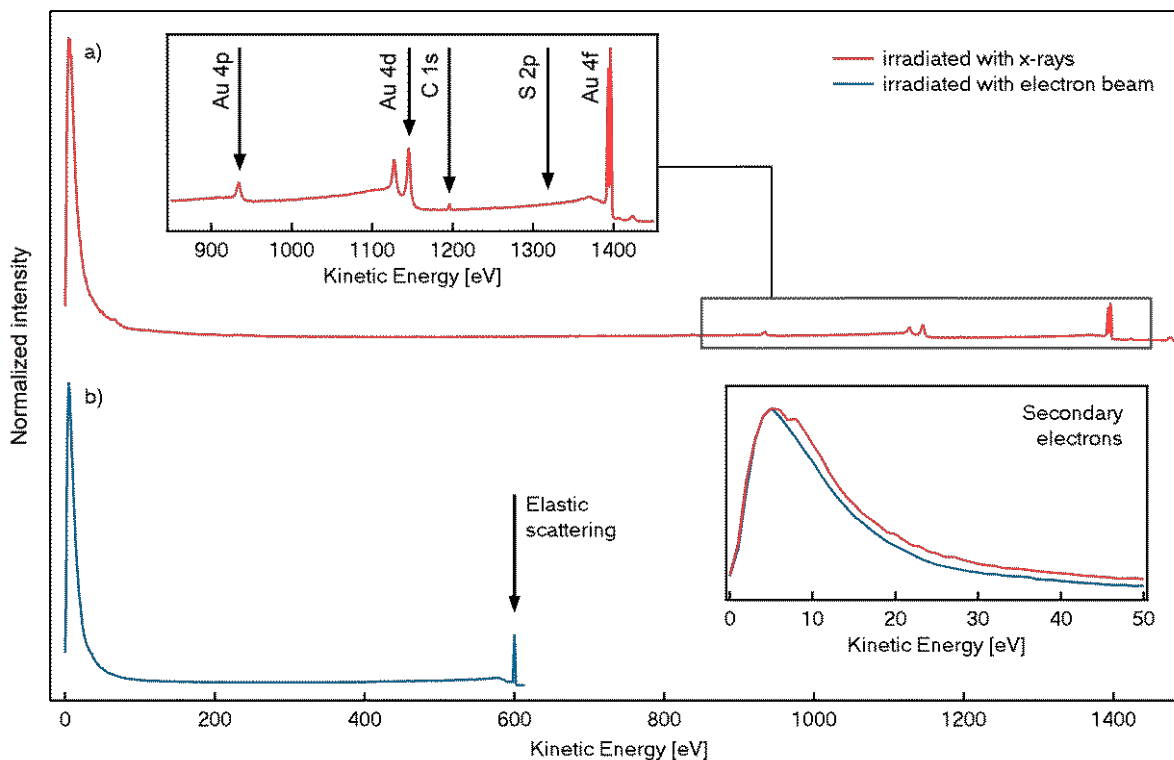 a)
Au 4p
Au 4d
C 1s
S 2p
Au 4f
900 1000 1100 1200 1300 1400
Kinetic Energy [eV]
irradiated with x-rays
irradiated with electron beam
Normalized intensity
b)
Elastic
scattering
Secondary
electrons
0 10 20 30 40 50
Kinetic Energy [eV]
0 200 400 600 800 1000 1200 1400
Kinetic Energy [eV]